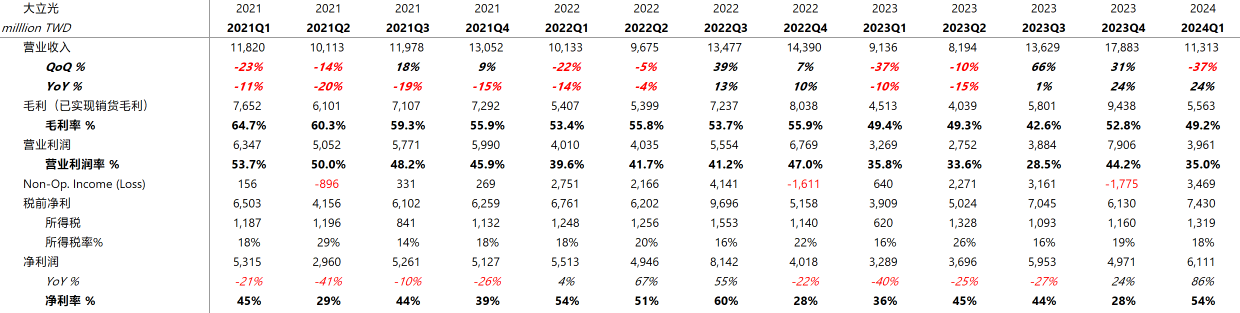 大立光 2021 2021 2021 2021 2022 2022 2022 2022 2023 2023 2023 2023 2024
milllion TWD 2021Q1 2021Q2 2021Q3 2021Q4 2022Q1 2022Q2 2022Q3 2022Q4 2023Q1 2023Q2 2023Q3 2023Q4 2024Q1
营业收入 11,820 10,113 11,978 13,052 10,133 9,675 13,477 14,390 9,136 8,194 13,629 17,883 11,313
QoQ % -23% -14% 18% 9% -22% -5% 39% 7% -37% -10% 66% 31% -37%
YoY % -11% -20% -19% -15% -14% -4% 13% 10% -10% -15% 1% 24% 24%
毛利（已实现销货毛利） 7,652 6,101 7,107 7,292 5,407 5,399 7,237 8,038 4,513 4,039 5,801 9,438 5,563
毛利率 % 64.7% 60.3% 59.3% 55.9% 53.4% 55.8% 53.7% 55.9% 49.4% 49.3% 42.6% 52.8% 49.2%
营业利润 6,347 5,052 5,771 5,990 4,010 4,035 5,554 6,769 3,269 2,752 3,884 7,906 3,961
营业利润率 % 53.7% 50.0% 48.2% 45.9% 39.6% 41.7% 41.2% 47.0% 35.8% 33.6% 28.5% 44.2% 35.0%
Non-Op. Income (Loss) 156 -896 331 269 2,751 2,166 4,141 -1,611 640 2,271 3,161 -1,775 3,469
税前净利 6,503 4,156 6,102 6,259 6,761 6,202 9,696 5,158 3,909 5,024 7,045 6,130 7,430
所得税 1,187 1,196 841 1,132 1,248 1,256 1,553 1,140 620 1,328 1,093 1,160 1,319
所得税率% 18% 29% 14% 18% 18% 20% 16% 22% 16% 26% 16% 19% 18%
净利润 5,315 2,960 5,261 5,127 5,513 4,946 8,142 4,018 3,289 3,696 5,953 4,971 6,111
YoY % -21% -41% -10% -26% 4% 67% 55% -22% -40% -25% -27% 24% 86%
净利率 % 45% 29% 44% 39% 54% 51% 60% 28% 36% 45% 44% 28% 54%